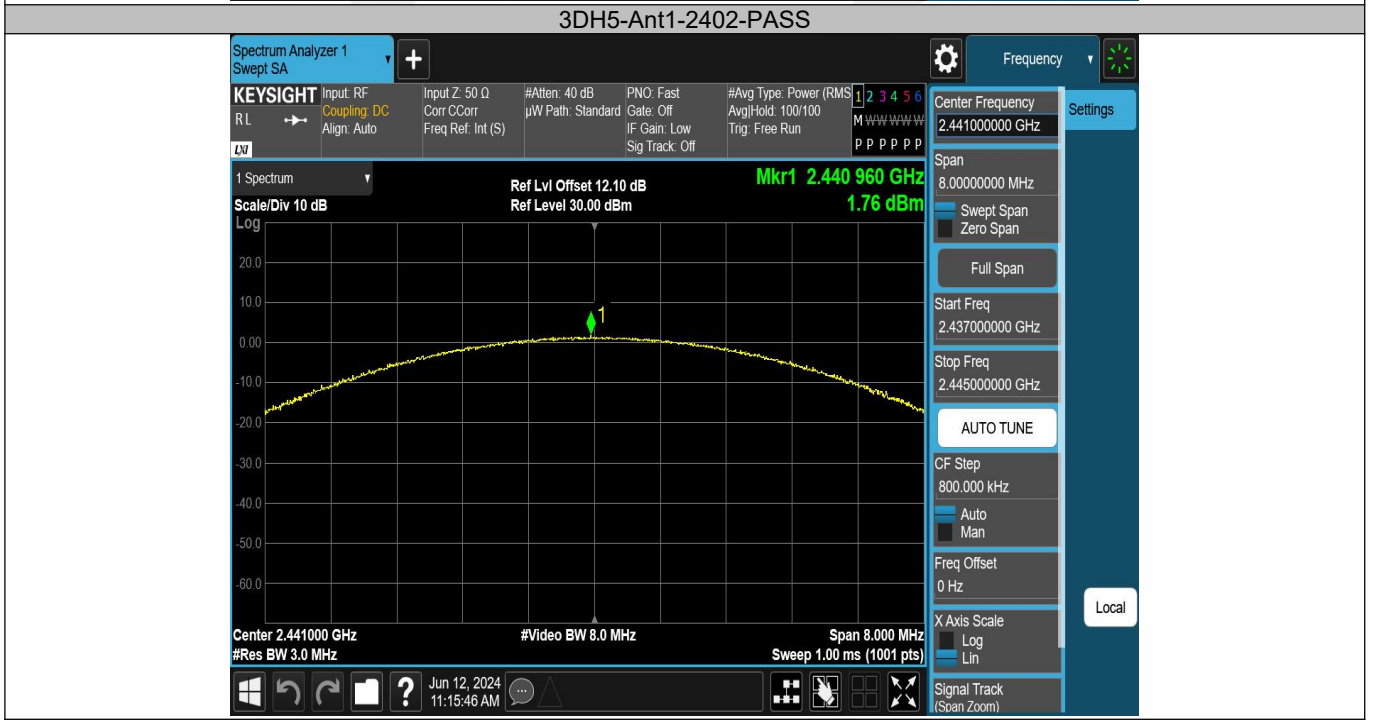 3DH5-Ant1-2402-PASS
Spectrum Analyzer 1
Swept SA
+
Frequency
KEYSIGHT
RL
LXI
Input: RF
Coupling: DC
Align: Auto
Input Z: 50 Ω
Corr CCorr
Freq Ref: Int (S)
#Atten: 40 dB
µW Path: Standard
PNO: Fast
Gate: Off
IF Gain: Low
Sig Track: Off
#Avg Type: Power (RMS
Avg|Hold: 100/100
Trig: Free Run
1 2 3 4 5 6
M W W W W W
P P P P P P
1 Spectrum
Scale/Div 10 dB
Ref Lvl Offset 12.10 dB
Ref Level 30.00 dBm
Mkr1 2.440 960 GHz
1.76 dBm
Log
20.0
10.0
0.00
-10.0
-20.0
-30.0
-40.0
-50.0
-60.0
1
Center 2.441000 GHz
#Res BW 3.0 MHz
#Video BW 8.0 MHz
Span 8.000 MHz
Sweep 1.00 ms (1001 pts)
Center Frequency
2.441000000 GHz
Settings
Span
8.00000000 MHz
Swept Span
Zero Span
Full Span
Start Freq
2.437000000 GHz
Stop Freq
2.445000000 GHz
AUTO TUNE
CF Step
800.000 kHz
Auto
Man
Freq Offset
0 Hz
X Axis Scale
Log
Lin
Signal Track
(Span Zoom)
Local
?
Jun 12, 2024
11:15:46 AM